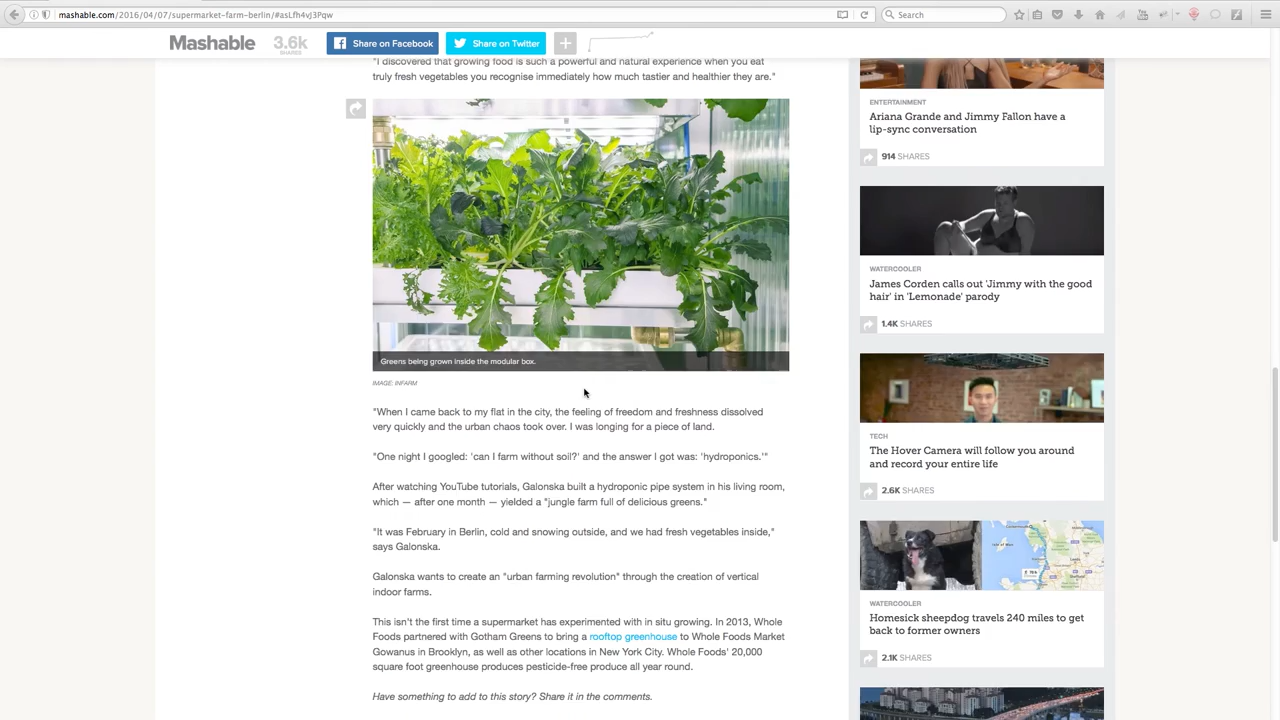 mashable.com/2016/04/07/supermarket-farm-berlin/#asLfh4vJ3Pqw
Search
Mashable
3.6k
SHARES
Share on Facebook
Share on Twitter
"I discovered that growing food is such a powerful and natural experience when you eat
truly fresh vegetables you recognise immediately how much tastier and healthier they are."
Greens being grown inside the modular box.
IMAGE: INFARM
"When I came back to my flat in the city, the feeling of freedom and freshness dissolved
very quickly and the urban chaos took over. I was longing for a piece of land.
"One night I googled: 'can I farm without soil?' and the answer I got was: 'hydroponics.'"
After watching YouTube tutorials, Galonska built a hydroponic pipe system in his living room,
which — after one month — yielded a "jungle farm full of delicious greens."
"It was February in Berlin, cold and snowing outside, and we had fresh vegetables inside,"
says Galonska.
Galonska wants to create an "urban farming revolution" through the creation of vertical
indoor farms.
This isn't the first time a supermarket has experimented with in situ growing. In 2013, Whole
Foods partnered with Gotham Greens to bring a rooftop greenhouse to Whole Foods Market
Gowanus in Brooklyn, as well as other locations in New York City. Whole Foods' 20,000
square foot greenhouse produces pesticide-free produce all year round.
Have something to add to this story? Share it in the comments.
ENTERTAINMENT
Ariana Grande and Jimmy Fallon have a
lip-sync conversation
914 SHARES
WATERCOOLER
James Corden calls out 'Jimmy with the good
hair' in 'Lemonade' parody
1.4K SHARES
TECH
The Hover Camera will follow you around
and record your entire life
2.6K SHARES
WATERCOOLER
Homesick sheepdog travels 240 miles to get
back to former owners
2.1K SHARES